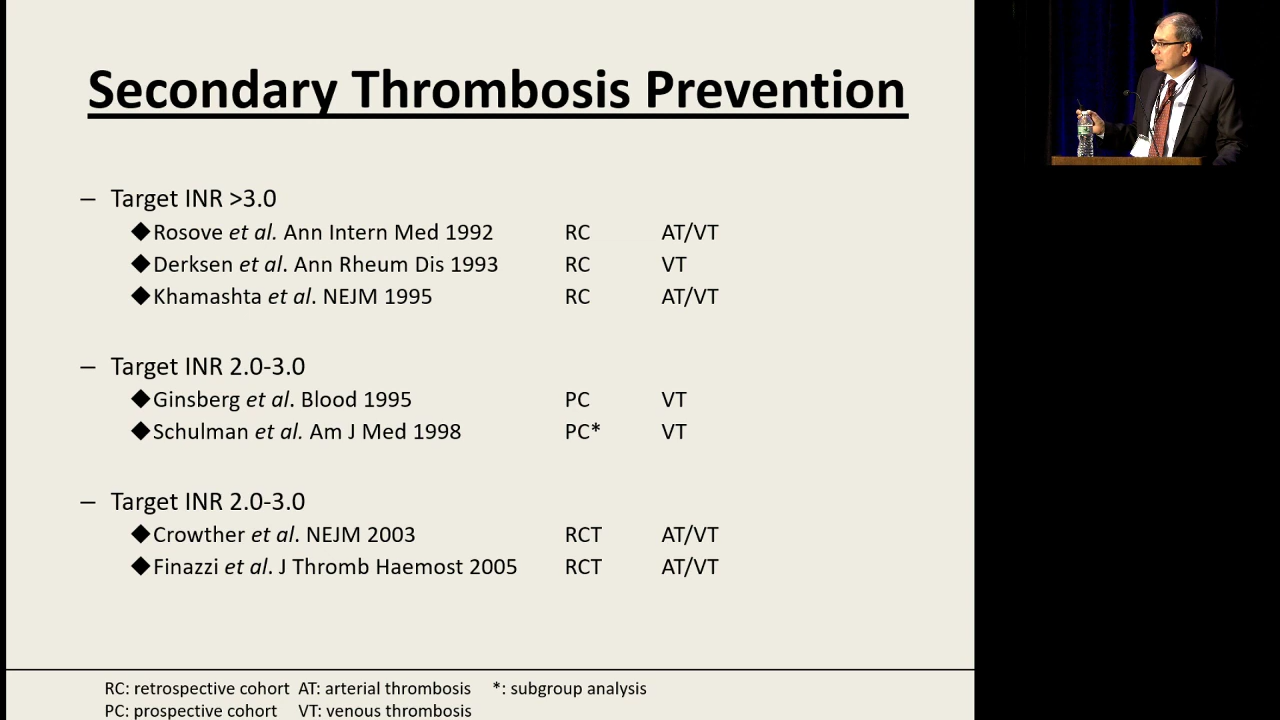 Secondary Thrombosis Prevention
– Target INR >3.0
◆Rosove et al. Ann Intern Med 1992 RC AT/VT
◆Derksen et al. Ann Rheum Dis 1993 RC VT
◆Khamashta et al. NEJM 1995 RC AT/VT
– Target INR 2.0-3.0
◆Ginsberg et al. Blood 1995 PC VT
◆Schulman et al. Am J Med 1998 PC* VT
– Target INR 2.0-3.0
◆Crowther et al. NEJM 2003 RCT AT/VT
◆Finazzi et al. J Thromb Haemost 2005 RCT AT/VT
RC: retrospective cohort AT: arterial thrombosis *: subgroup analysis
PC: prospective cohort VT: venous thrombosis